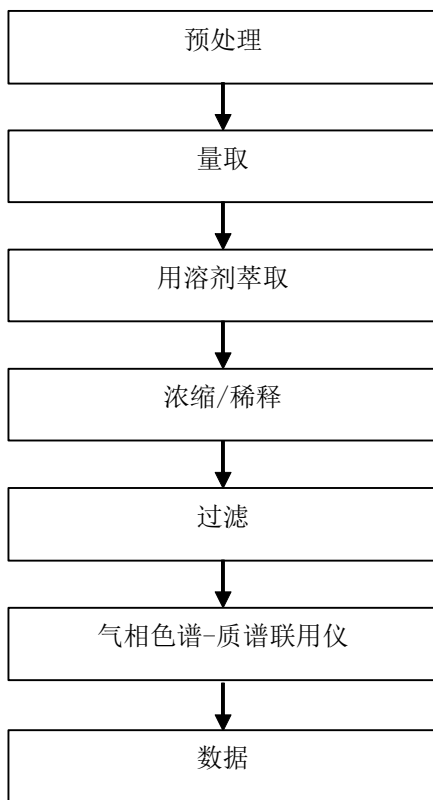 预处理
量取
用溶剂萃取
浓缩/稀释
过滤
气相色谱-质谱联用仪
数据